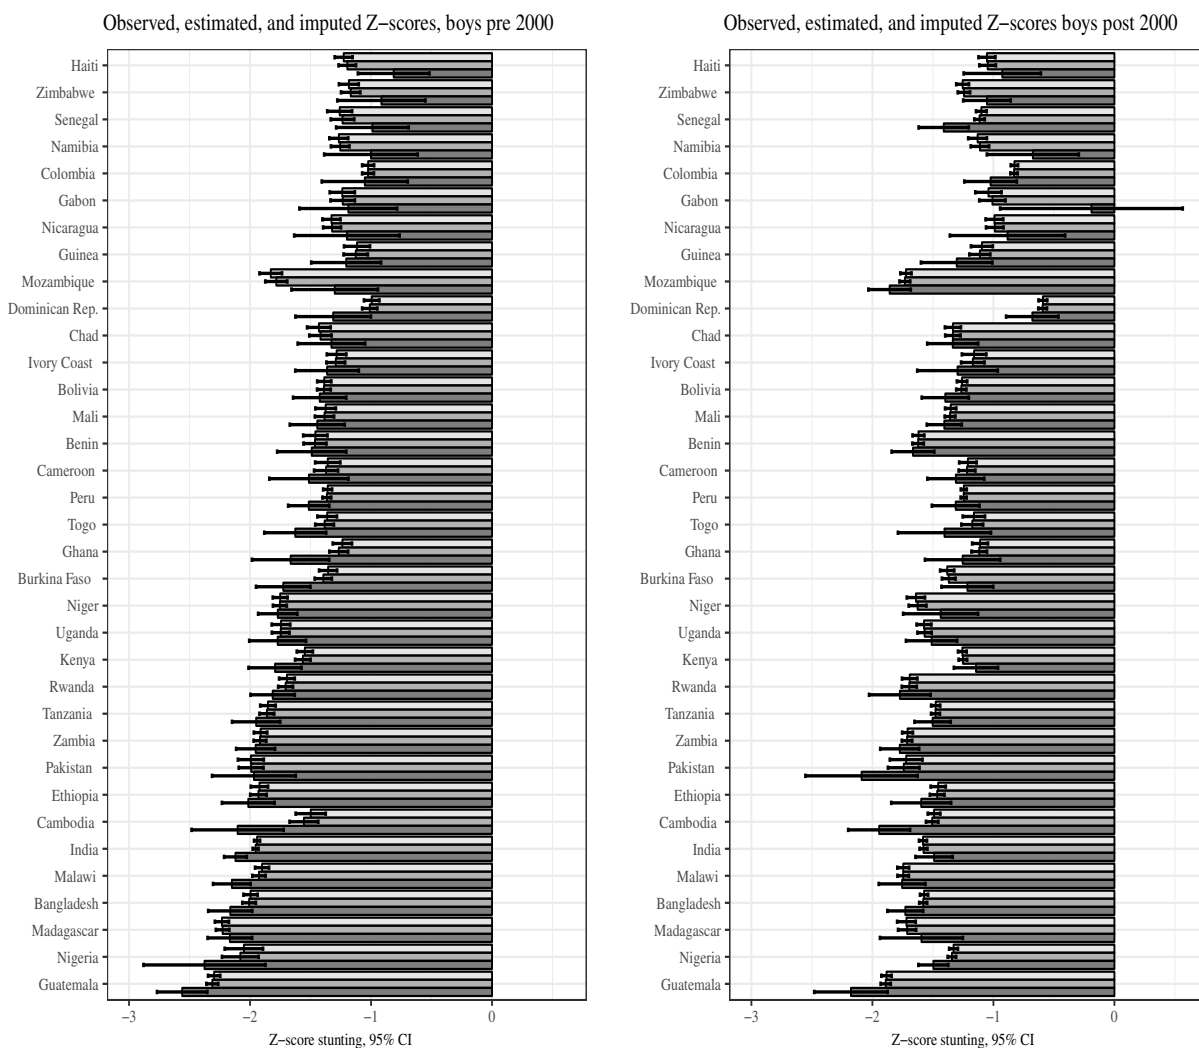 Observed, estimated, and imputed Z−scores, boys pre 2000
Haiti
Zimbabwe
Senegal
Namibia
Colombia
Gabon
Nicaragua
Guinea
Mozambique
Dominican Rep.
Chad
Ivory Coast
Bolivia
Mali
Benin
Cameroon
Peru
Togo
Ghana
Burkina Faso
Niger
Uganda
Kenya
Rwanda
Tanzania
Zambia
Pakistan
Ethiopia
Cambodia
India
Malawi
Bangladesh
Madagascar
Nigeria
Guatemala
−3 −2 −1 0
Z−score stunting, 95% CI
Observed, estimated, and imputed Z−scores boys post 2000
Haiti
Zimbabwe
Senegal
Namibia
Colombia
Gabon
Nicaragua
Guinea
Mozambique
Dominican Rep.
Chad
Ivory Coast
Bolivia
Mali
Benin
Cameroon
Peru
Togo
Ghana
Burkina Faso
Niger
Uganda
Kenya
Rwanda
Tanzania
Zambia
Pakistan
Ethiopia
Cambodia
India
Malawi
Bangladesh
Madagascar
Nigeria
Guatemala
−3 −2 −1 0
Z−score stunting, 95% CI